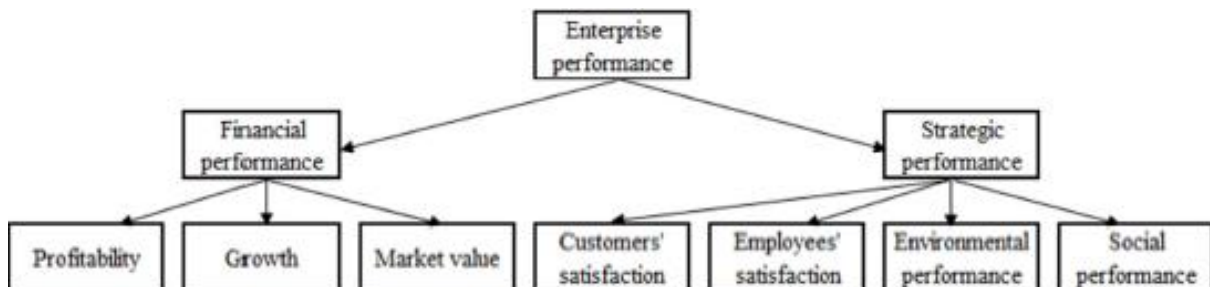 Enterprise
performance
Financial
performance
Strategic
performance
Profitability
Growth
Market value
Customers'
satisfaction
Employees'
satisfaction
Environmental
performance
Social
performance